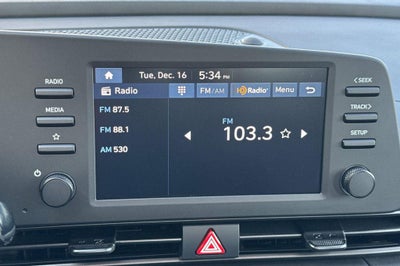 RADIO
MEDIA
Tue, Dec. 16 5:34 PM
Radio FM/AM HD Radio Menu
FM 87.5
FM 88.1
AM 530
FM
103.3
< SEEK
TRACK >
SETUP